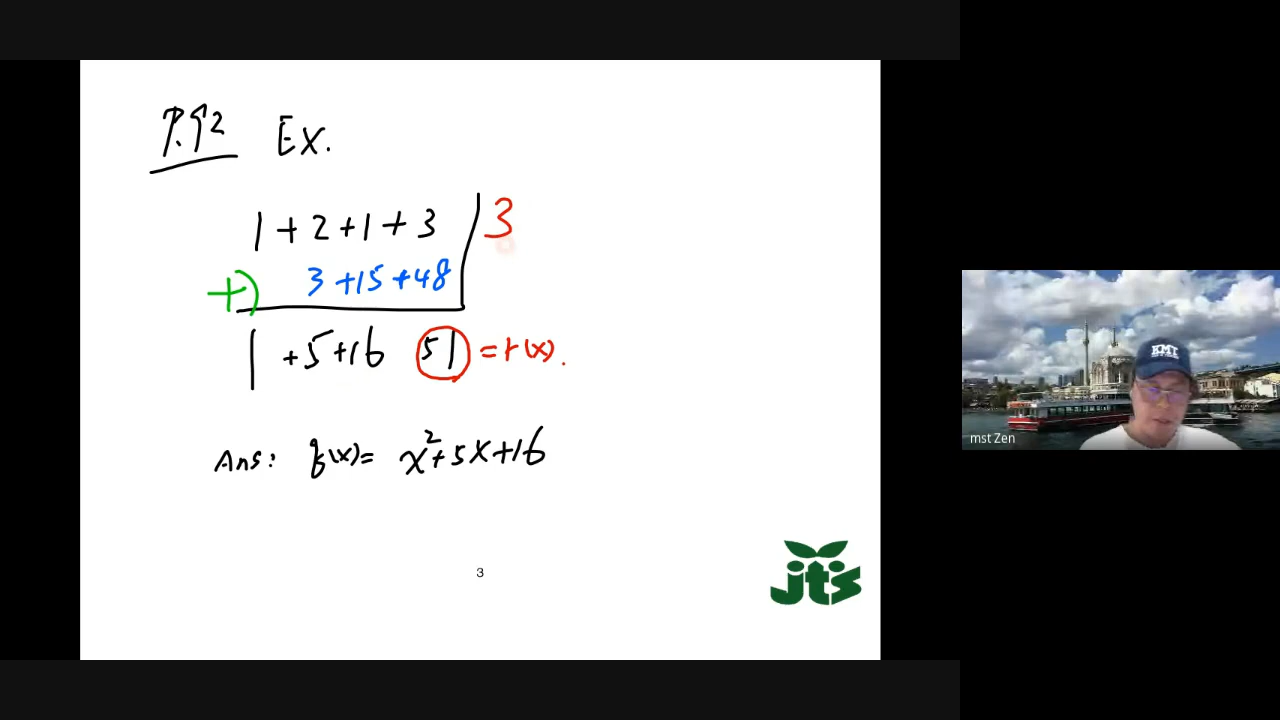 P.92 Ex.
1 + 2 + 1 + 3 3
+) 3 + 15 + 48
1 + 5 + 16 51 = r(x).
Ans: q(x) = x² + 5x + 16
3
jts
KMT
mst Zen